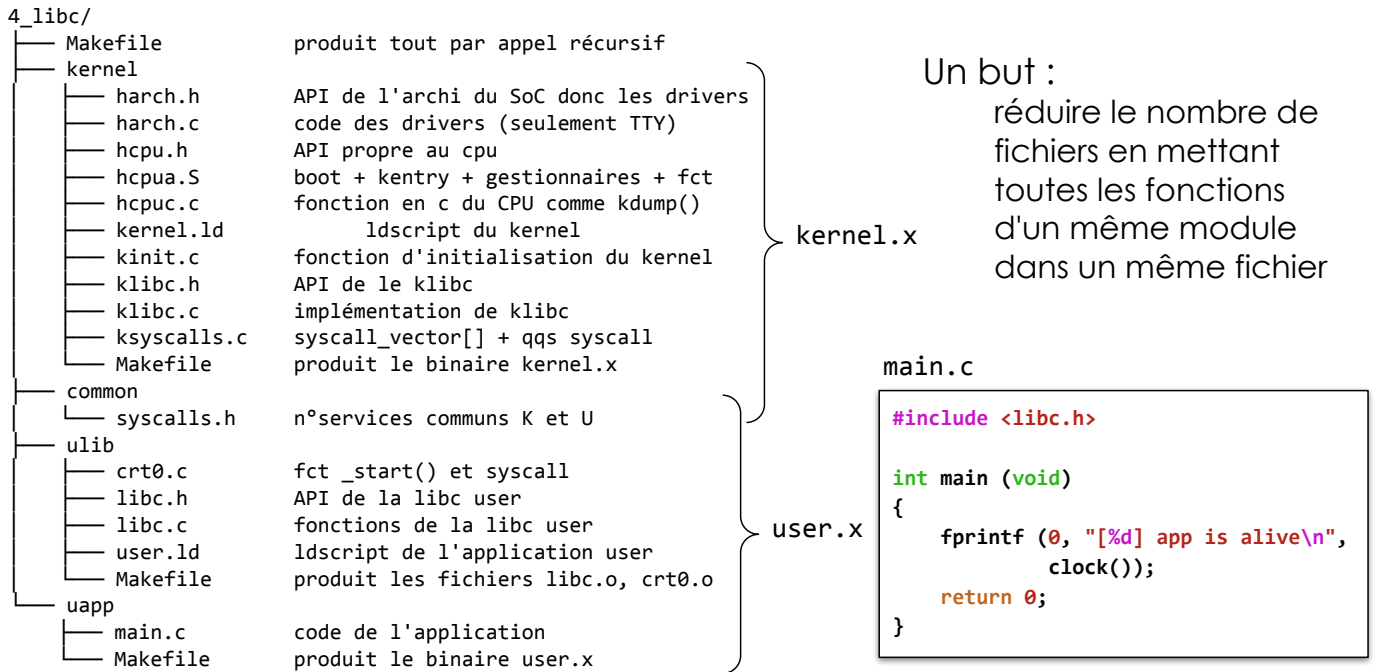 4_libc/
├── Makefile produit tout par appel récursif
├── kernel
│ ├── harch.h API de l'archi du SoC donc les drivers
│ ├── harch.c code des drivers (seulement TTY)
│ ├── hcpu.h API propre au cpu
│ ├── hcpua.S boot + kentry + gestionnaires + fct
│ ├── hcpuc.c fonction en c du CPU comme kdump()
│ ├── kernel.ld ldscript du kernel
│ ├── kinit.c fonction d'initialisation du kernel
│ ├── klibc.h API de le klibc
│ ├── klibc.c implémentation de klibc
│ ├── ksyscalls.c syscall_vector[] + qqs syscall
│ └── Makefile produit le binaire kernel.x
├── common
│ └── syscalls.h n°services communs K et U
├── ulib
│ ├── crt0.c fct _start() et syscall
│ ├── libc.h API de la libc user
│ ├── libc.c fonctions de la libc user
│ ├── user.ld ldscript de l'application user
│ └── Makefile produit les fichiers libc.o, crt0.o
└── uapp
├── main.c code de l'application
└── Makefile produit le binaire user.x
kernel.x
user.x
Un but :
réduire le nombre de
fichiers en mettant
toutes les fonctions
d'un même module
dans un même fichier
main.c
#include <libc.h>
int main (void)
{
fprintf (0, "[%d] app is alive\n",
clock());
return 0;
}